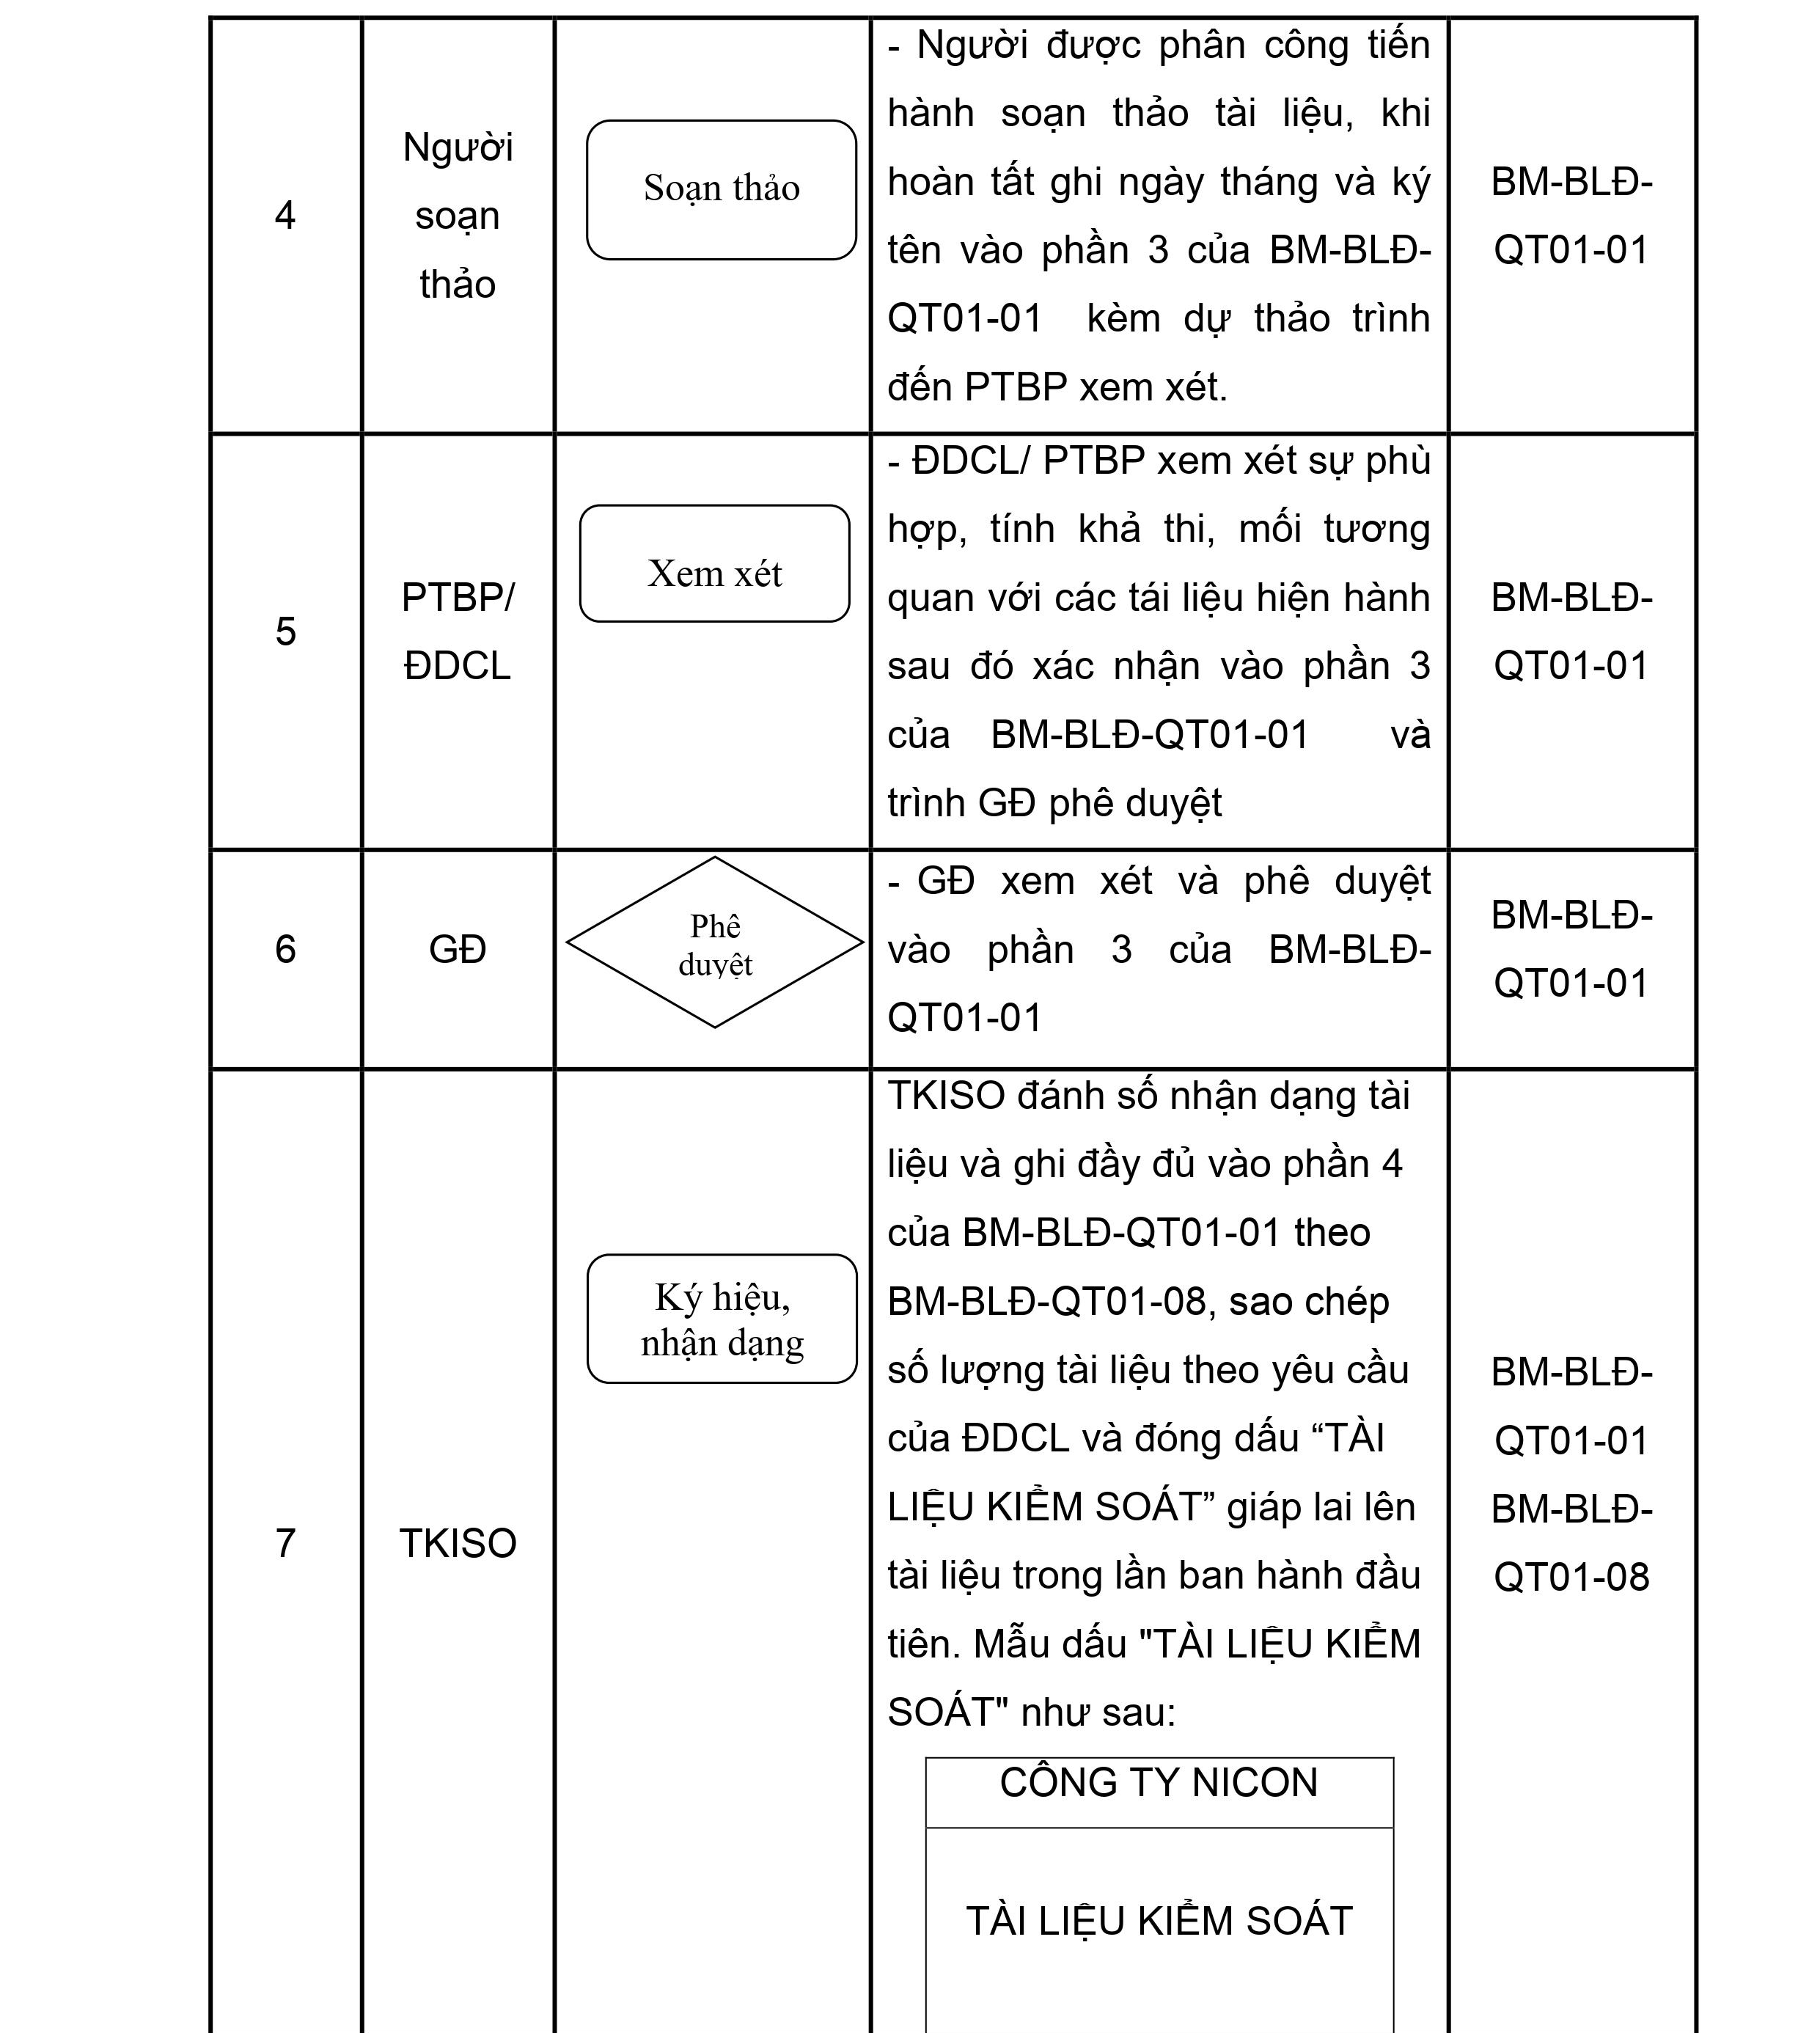 4
Người
soạn
thảo
Soạn thảo
- Người được phân công tiến
hành soạn thảo tài liệu, khi
hoàn tất ghi ngày tháng và ký
tên vào phần 3 của BM-BLĐ-
QT01-01 kèm dự thảo trình
đến PTBP xem xét.
BM-BLĐ-
QT01-01
5
PTBP/
ĐDCL
Xem xét
- ĐDCL/ PTBP xem xét sự phù
hợp, tính khả thi, mối tương
quan với các tái liệu hiện hành
sau đó xác nhận vào phần 3
của BM-BLĐ-QT01-01 và
trình GĐ phê duyệt
BM-BLĐ-
QT01-01
6
GĐ
Phê
duyệt
- GĐ xem xét và phê duyệt
vào phần 3 của BM-BLĐ-
QT01-01
BM-BLĐ-
QT01-01
7
TKISO
Ký hiệu,
nhận dạng
TKISO đánh số nhận dạng tài
liệu và ghi đầy đủ vào phần 4
của BM-BLĐ-QT01-01 theo
BM-BLĐ-QT01-08, sao chép
số lượng tài liệu theo yêu cầu
của ĐDCL và đóng dấu “TÀI
LIỆU KIỂM SOÁT” giáp lai lên
tài liệu trong lần ban hành đầu
tiên. Mẫu dấu "TÀI LIỆU KIỂM
SOÁT" như sau:
CÔNG TY NICON
TÀI LIỆU KIỂM SOÁT
BM-BLĐ-
QT01-01
BM-BLĐ-
QT01-08